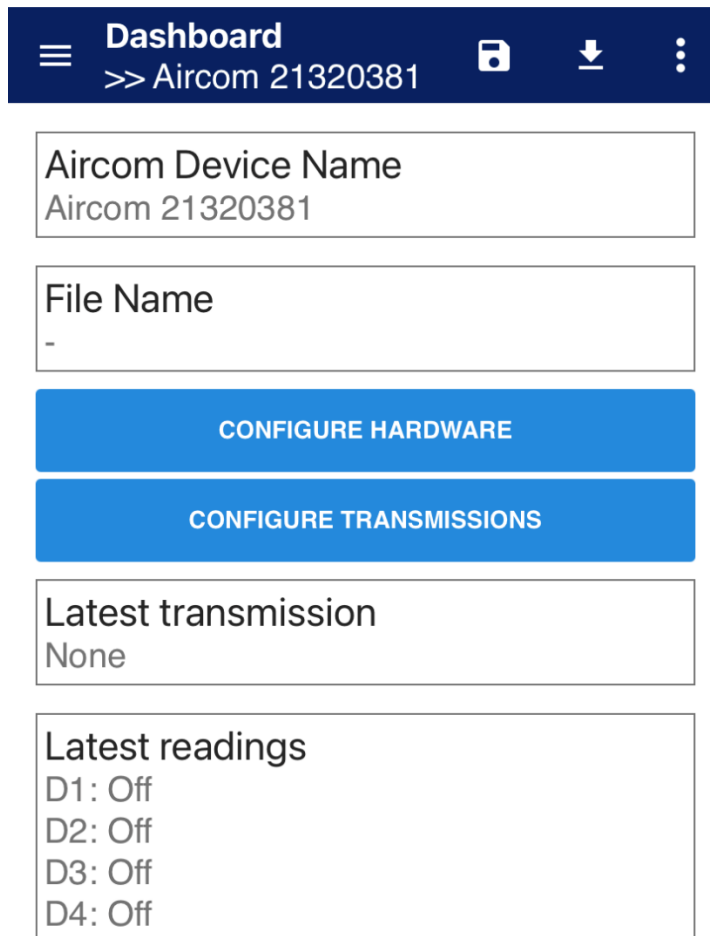 Dashboard
>> Aircom 21320381
Aircom Device Name
Aircom 21320381
File Name
-
CONFIGURE HARDWARE
CONFIGURE TRANSMISSIONS
Latest transmission
None
Latest readings
D1: Off
D2: Off
D3: Off
D4: Off